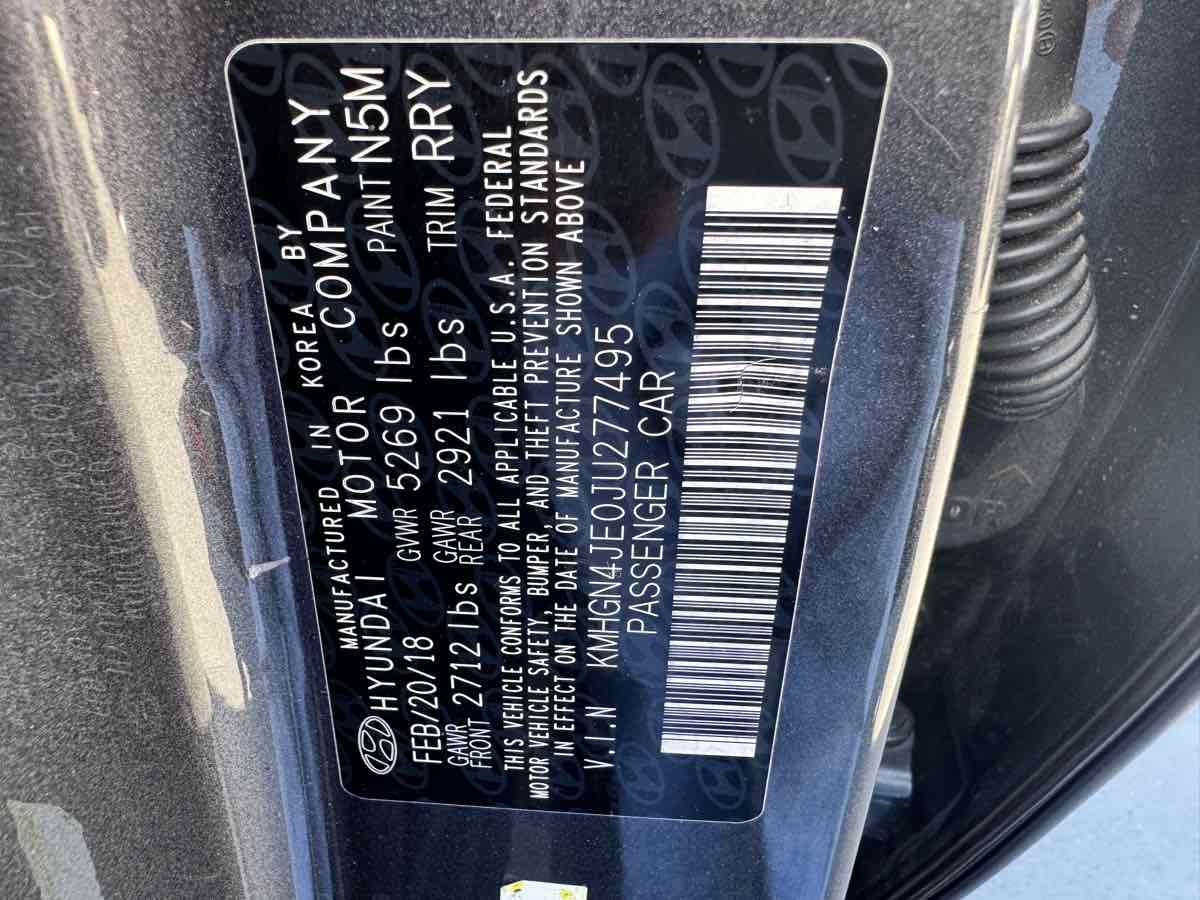 MANUFACTURED IN KOREA BY
HYUNDAI MOTOR COMPANY
FEB/20/18 GVWR 5269 lbs PAINT N5M
GAWR FRONT 2712 lbs GAWR REAR 2921 lbs TRIM RRY
THIS VEHICLE CONFORMS TO ALL APPLICABLE U.S.A. FEDERAL
MOTOR VEHICLE SAFETY, BUMPER, AND THEFT PREVENTION STANDARDS
IN EFFECT ON THE DATE OF MANUFACTURE SHOWN ABOVE
V.I.N KMHGN4JE0JU277495
PASSENGER CAR